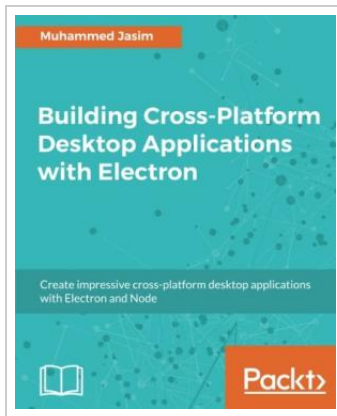 Muhammed Jasim
Building Cross-Platform
Desktop Applications
with Electron
Create impressive cross-platform desktop applications
with Electron and Node
Packt>